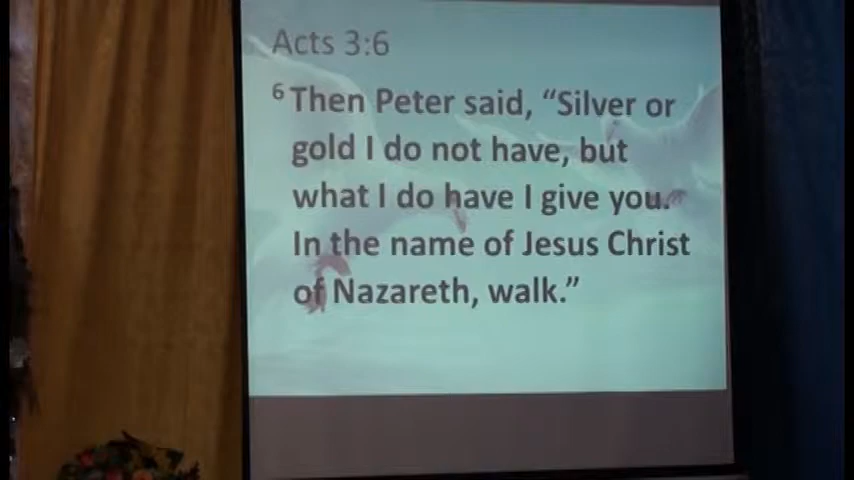 Acts 3:6
6 Then Peter said, “Silver or
gold I do not have, but
what I do have I give you.
In the name of Jesus Christ
of Nazareth, walk.”